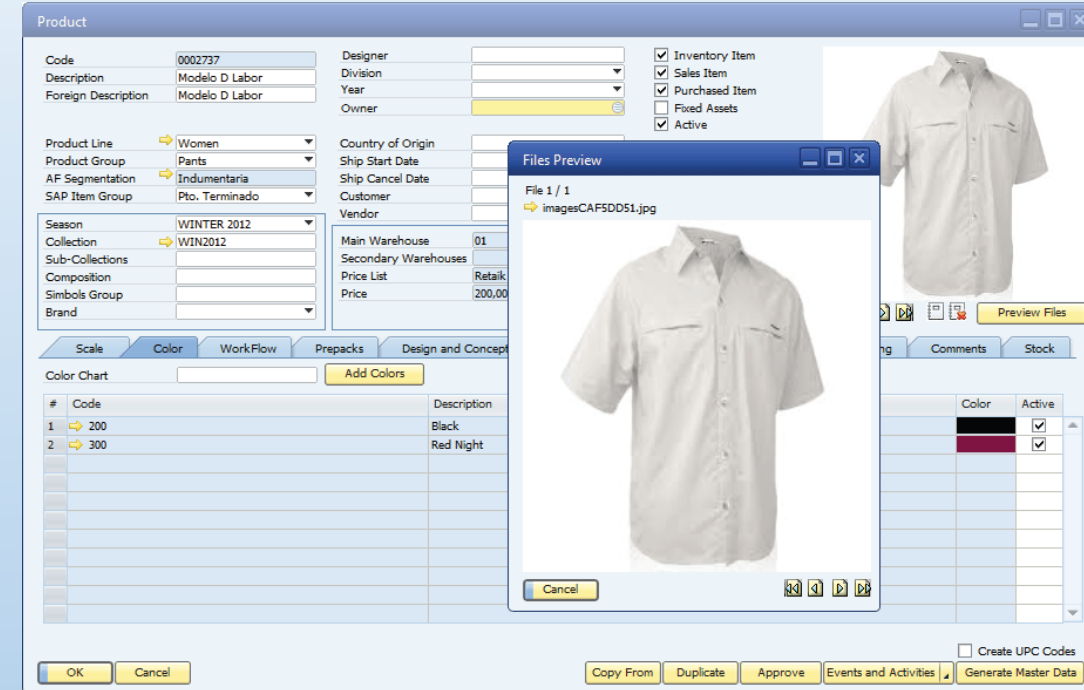 Product
Code 0002737
Description Modelo D Labor
Foreign Description Modelo D Labor
Product Line Women
Product Group Pants
AF Segmentation Indumentaria
SAP Item Group Pto. Terminado
Season WINTER 2012
Collection WIN2012
Sub-Collections
Composition
Simbols Group
Brand
Designer
Division
Year
Owner
Country of Origin
Ship Start Date
Ship Cancel Date
Customer
Vendor
Main Warehouse 01
Secondary Warehouses
Price List Retaik
Price 200,00
Inventory Item
Sales Item
Purchased Item
Fixed Assets
Active
Preview Files
Files Preview
File 1 / 1
imagesCAF5DD51.jpg
Cancel
Scale Color WorkFlow Prepacks Design and Concept ng Comments Stock
Color Chart Add Colors
# Code Description Color Active
1 200 Black
2 300 Red Night
Create UPC Codes
OK Cancel Copy From Duplicate Approve Events and Activities Generate Master Data